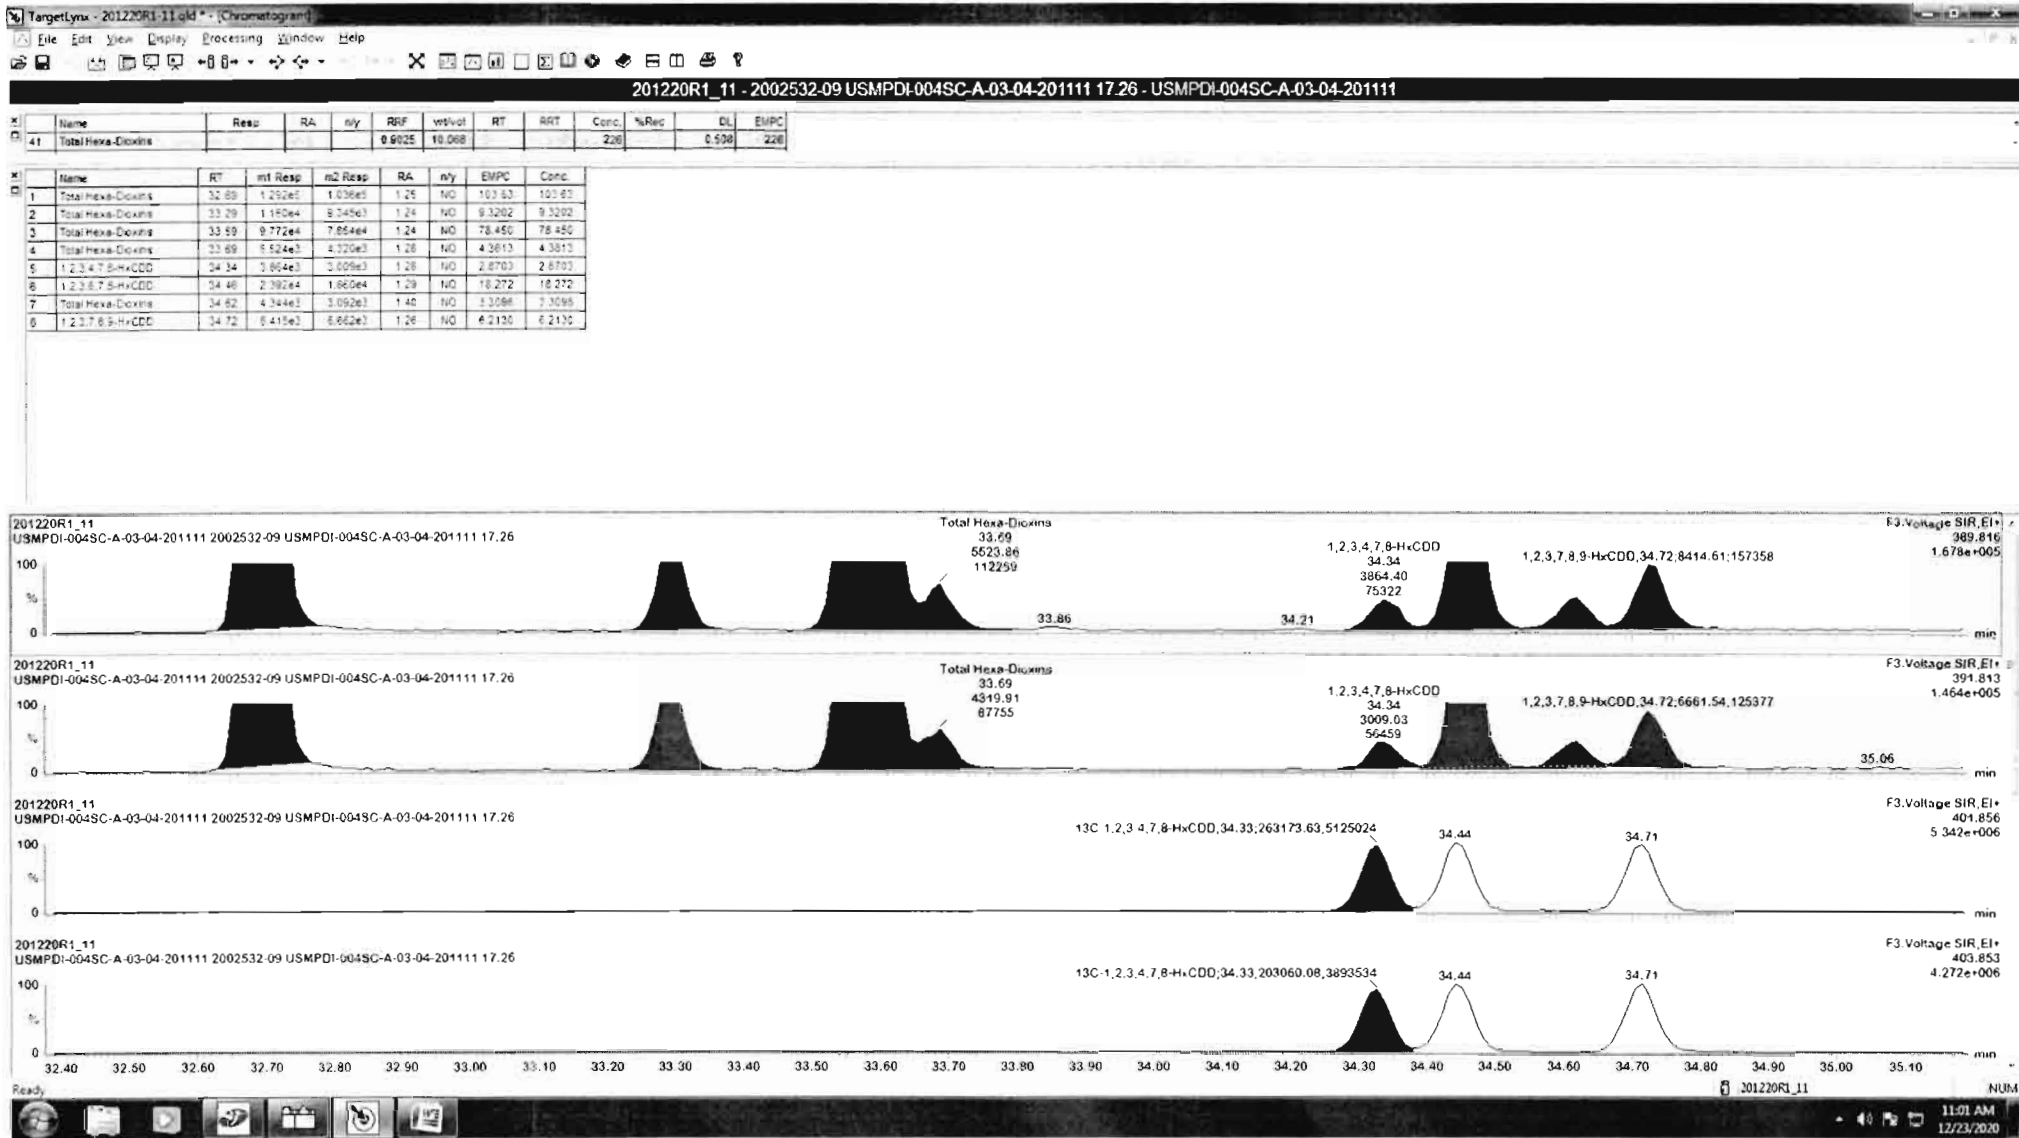 TargetLynx - 201220R1-11.qld * - [Chromatogram]
File Edit View Display Processing Window Help
201220R1_11 - 2002532-09 USMPDI-004SC-A-03-04-201111 17.26 - USMPDI-004SC-A-03-04-201111
Name Resp RA n/y RRF wt/vol RT RRT Conc. %Rec DL EMPC
41 Total Hexa-Dioxins 0.9025 10.068 226 0.508 226
Name RT m1 Resp m2 Resp RA n/y EMPC Conc.
1 Total Hexa-Dioxins 32.69 1.292e5 1.036e5 1.25 NO 103.63 103.63
2 Total Hexa-Dioxins 33.29 1.160e4 9.345e3 1.24 NO 9.3202 9.3202
3 Total Hexa-Dioxins 33.59 9.772e4 7.854e4 1.24 NO 78.450 78.450
4 Total Hexa-Dioxins 33.69 5.524e3 4.320e3 1.28 NO 4.3813 4.3813
5 1,2,3,4,7,8-HxCDD 34.34 3.864e3 3.009e3 1.28 NO 2.8703 2.8703
6 1,2,3,6,7,8-HxCDD 34.46 1.29 NO 18.272 18.272
7 Total Hexa-Dioxins 34.62 4.344e3 3.092e3 1.40 NO 3.3096
8 1,2,3,7,8,9-HxCDD 34.72 8.415e3 6.662e3 1.26 NO 6.2130 6.2130
201220R1_11 Total Hexa-Dioxins F3:Voltage SIR,EI+
USMPDI-004SC-A-03-04-201111 2002532-09 USMPDI-004SC-A-03-04-201111 17.26 33.69 389.816
5523.86 1,2,3,4,7,8-HxCDD 1.678e+005
112259 34.34 1,2,3,7,8,9-HxCDD,34.72;8414.61;157358
100 3864.40
% 75322
33.86 34.21
0 min
201220R1_11 Total Hexa-Dioxins F3:Voltage SIR,EI+
USMPDI-004SC-A-03-04-201111 2002532-09 USMPDI-004SC-A-03-04-201111 17.26 33.69 391.813
4319.91 1,2,3,4,7,8-HxCDD 1.464e+005
87755 34.34 1,2,3,7,8,9-HxCDD,34.72;6661.54,125377
100 3009.03
% 56459
35.06
0 min
201220R1_11 F3:Voltage SIR,EI+
USMPDI-004SC-A-03-04-201111 2002532-09 USMPDI-004SC-A-03-04-201111 17.26 401.856
13C-1,2,3,4,7,8-HxCDD,34.33;263173.63,5125024 34.44 34.71 5.342e+006
100
%
0 min
201220R1_11 F3:Voltage SIR,EI+
USMPDI-004SC-A-03-04-201111 2002532-09 USMPDI-004SC-A-03-04-201111 17.26 403.853
13C-1,2,3,4,7,8-HxCDD;34.33,203060.08,3893534 34.44 34.71 4.272e+006
100
%
0 min
32.40 32.50 32.60 32.70 32.80 32.90 33.00 33.10 33.20 33.30 33.40 33.50 33.60 33.70 33.80 33.90 34.00 34.10 34.20 34.30 34.40 34.50 34.60 34.70 34.80 34.90 35.00 35.10
Ready 201220R1_11 NUM
11:01 AM
12/23/2020